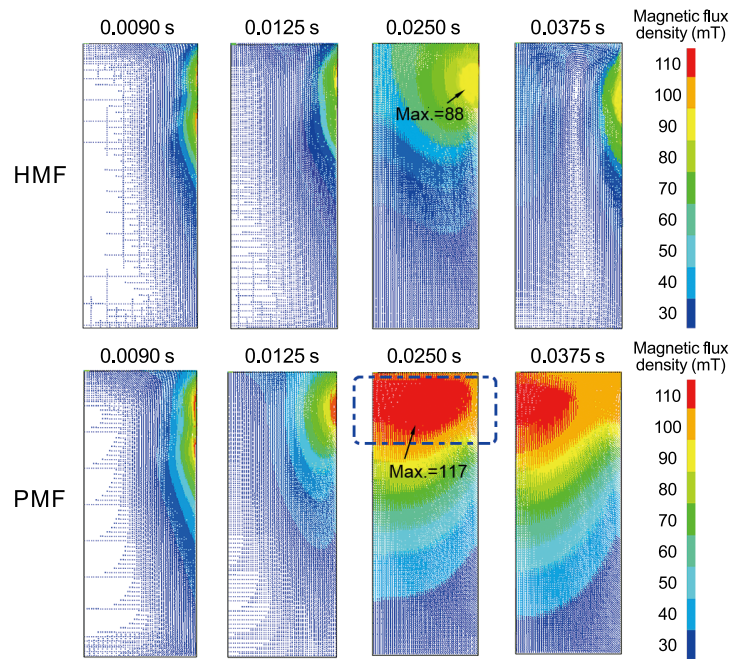 0.0090 s
0.0125 s
0.0250 s
0.0375 s
Magnetic flux
density (mT)
HMF
Max.=88
110
100
90
80
70
60
50
40
30
0.0090 s
0.0125 s
0.0250 s
0.0375 s
Magnetic flux
density (mT)
PMF
Max.=117
110
100
90
80
70
60
50
40
30